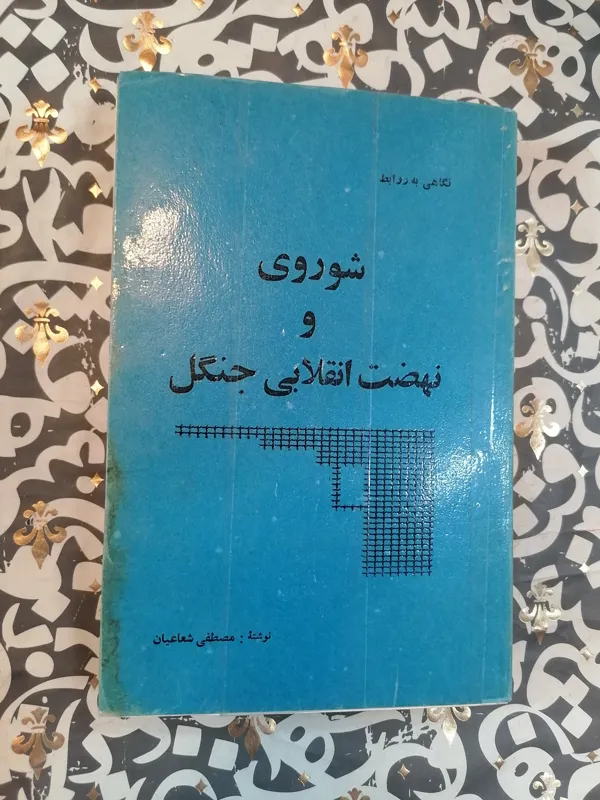 نگاهی به روابط
شوروی
و
نهضت انقلابی جنگل
نوشتهٔ : مصطفی شعاعیان